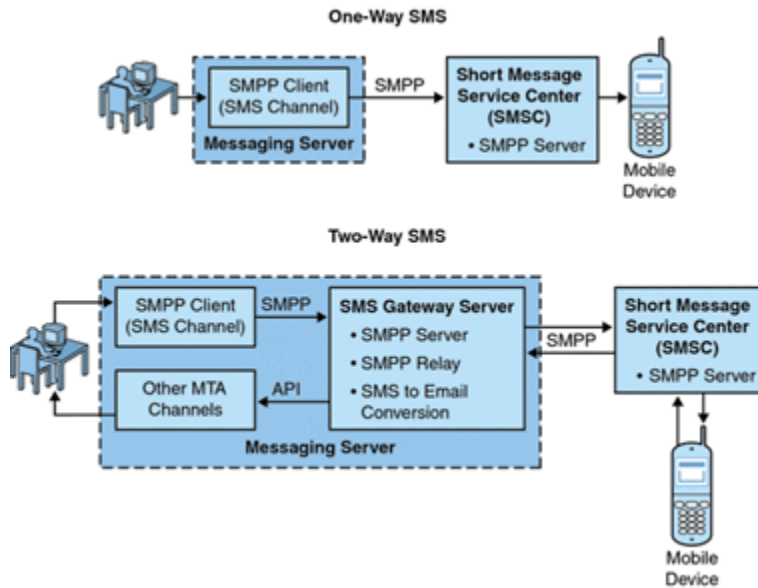 One-Way SMS
SMPP Client
(SMS Channel)
Messaging Server
SMPP
Short Message
Service Center
(SMSC)
• SMPP Server
Mobile
Device
Two-Way SMS
SMPP Client
(SMS Channel)
SMPP
Other MTA
Channels
API
SMS Gateway Server
• SMPP Server
• SMPP Relay
• SMS to Email
Conversion
Messaging Server
SMPP
Short Message
Service Center
(SMSC)
• SMPP Server
Mobile
Device